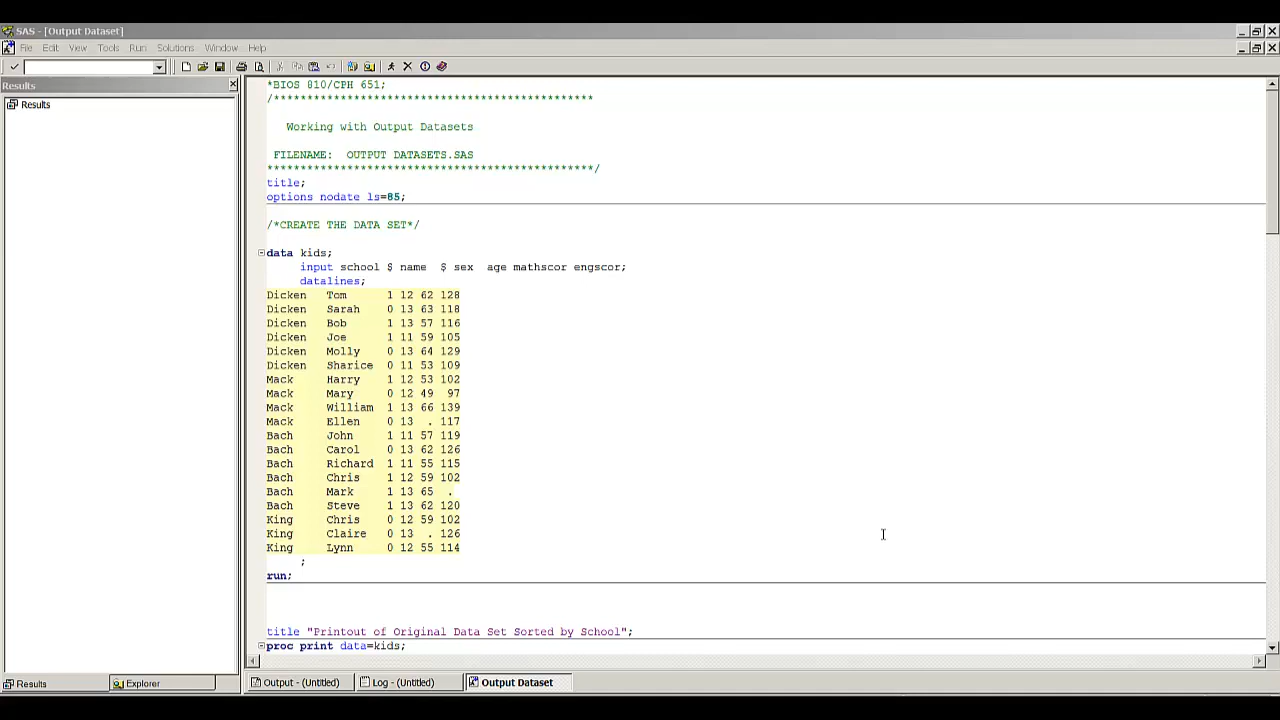 SAS - [Output Dataset]
File Edit View Tools Run Solutions Window Help
Results
Results
*BIOS 810/CPH 651;
/************************************************
Working with Output Datasets
FILENAME: OUTPUT DATASETS.SAS
************************************************/
title;
options nodate ls=85;
/*CREATE THE DATA SET*/
data kids;
input school $ name $ sex age mathscor engscor;
datalines;
Dicken Tom 1 12 62 128
Dicken Sarah 0 13 63 118
Dicken Bob 1 13 57 116
Dicken Joe 1 11 59 105
Dicken Molly 0 13 64 129
Dicken Sharice 0 11 53 109
Mack Harry 1 12 53 102
Mack Mary 0 12 49 97
Mack William 1 13 66 139
Mack Ellen 0 13 . 117
Bach John 1 11 57 119
Bach Carol 0 13 62 126
Bach Richard 1 11 55 115
Bach Chris 1 12 59 102
Bach Mark 1 13 65 .
Bach Steve 1 13 62 120
King Chris 0 12 59 102
King Claire 0 13 . 126
King Lynn 0 12 55 114
;
run;
title "Printout of Original Data Set Sorted by School";
proc print data=kids;
Results Explorer Output - (Untitled) Log - (Untitled) Output Dataset